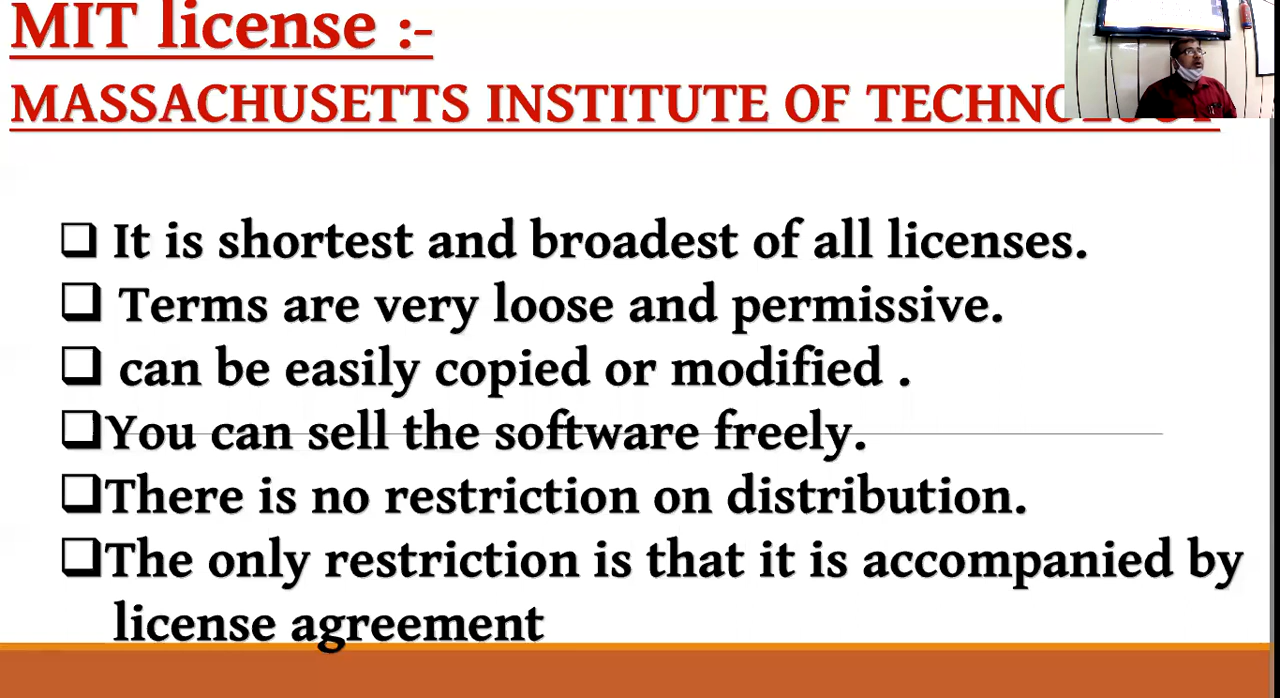 MIT license :-
MASSACHUSETTS INSTITUTE OF
It is shortest and broadest of all licenses.
Terms are very loose and permissive.
can be easily copied or modified .
You can sell the software freely.
There is no restriction on distribution.
The only restriction is that it is accompanied by
license agreement